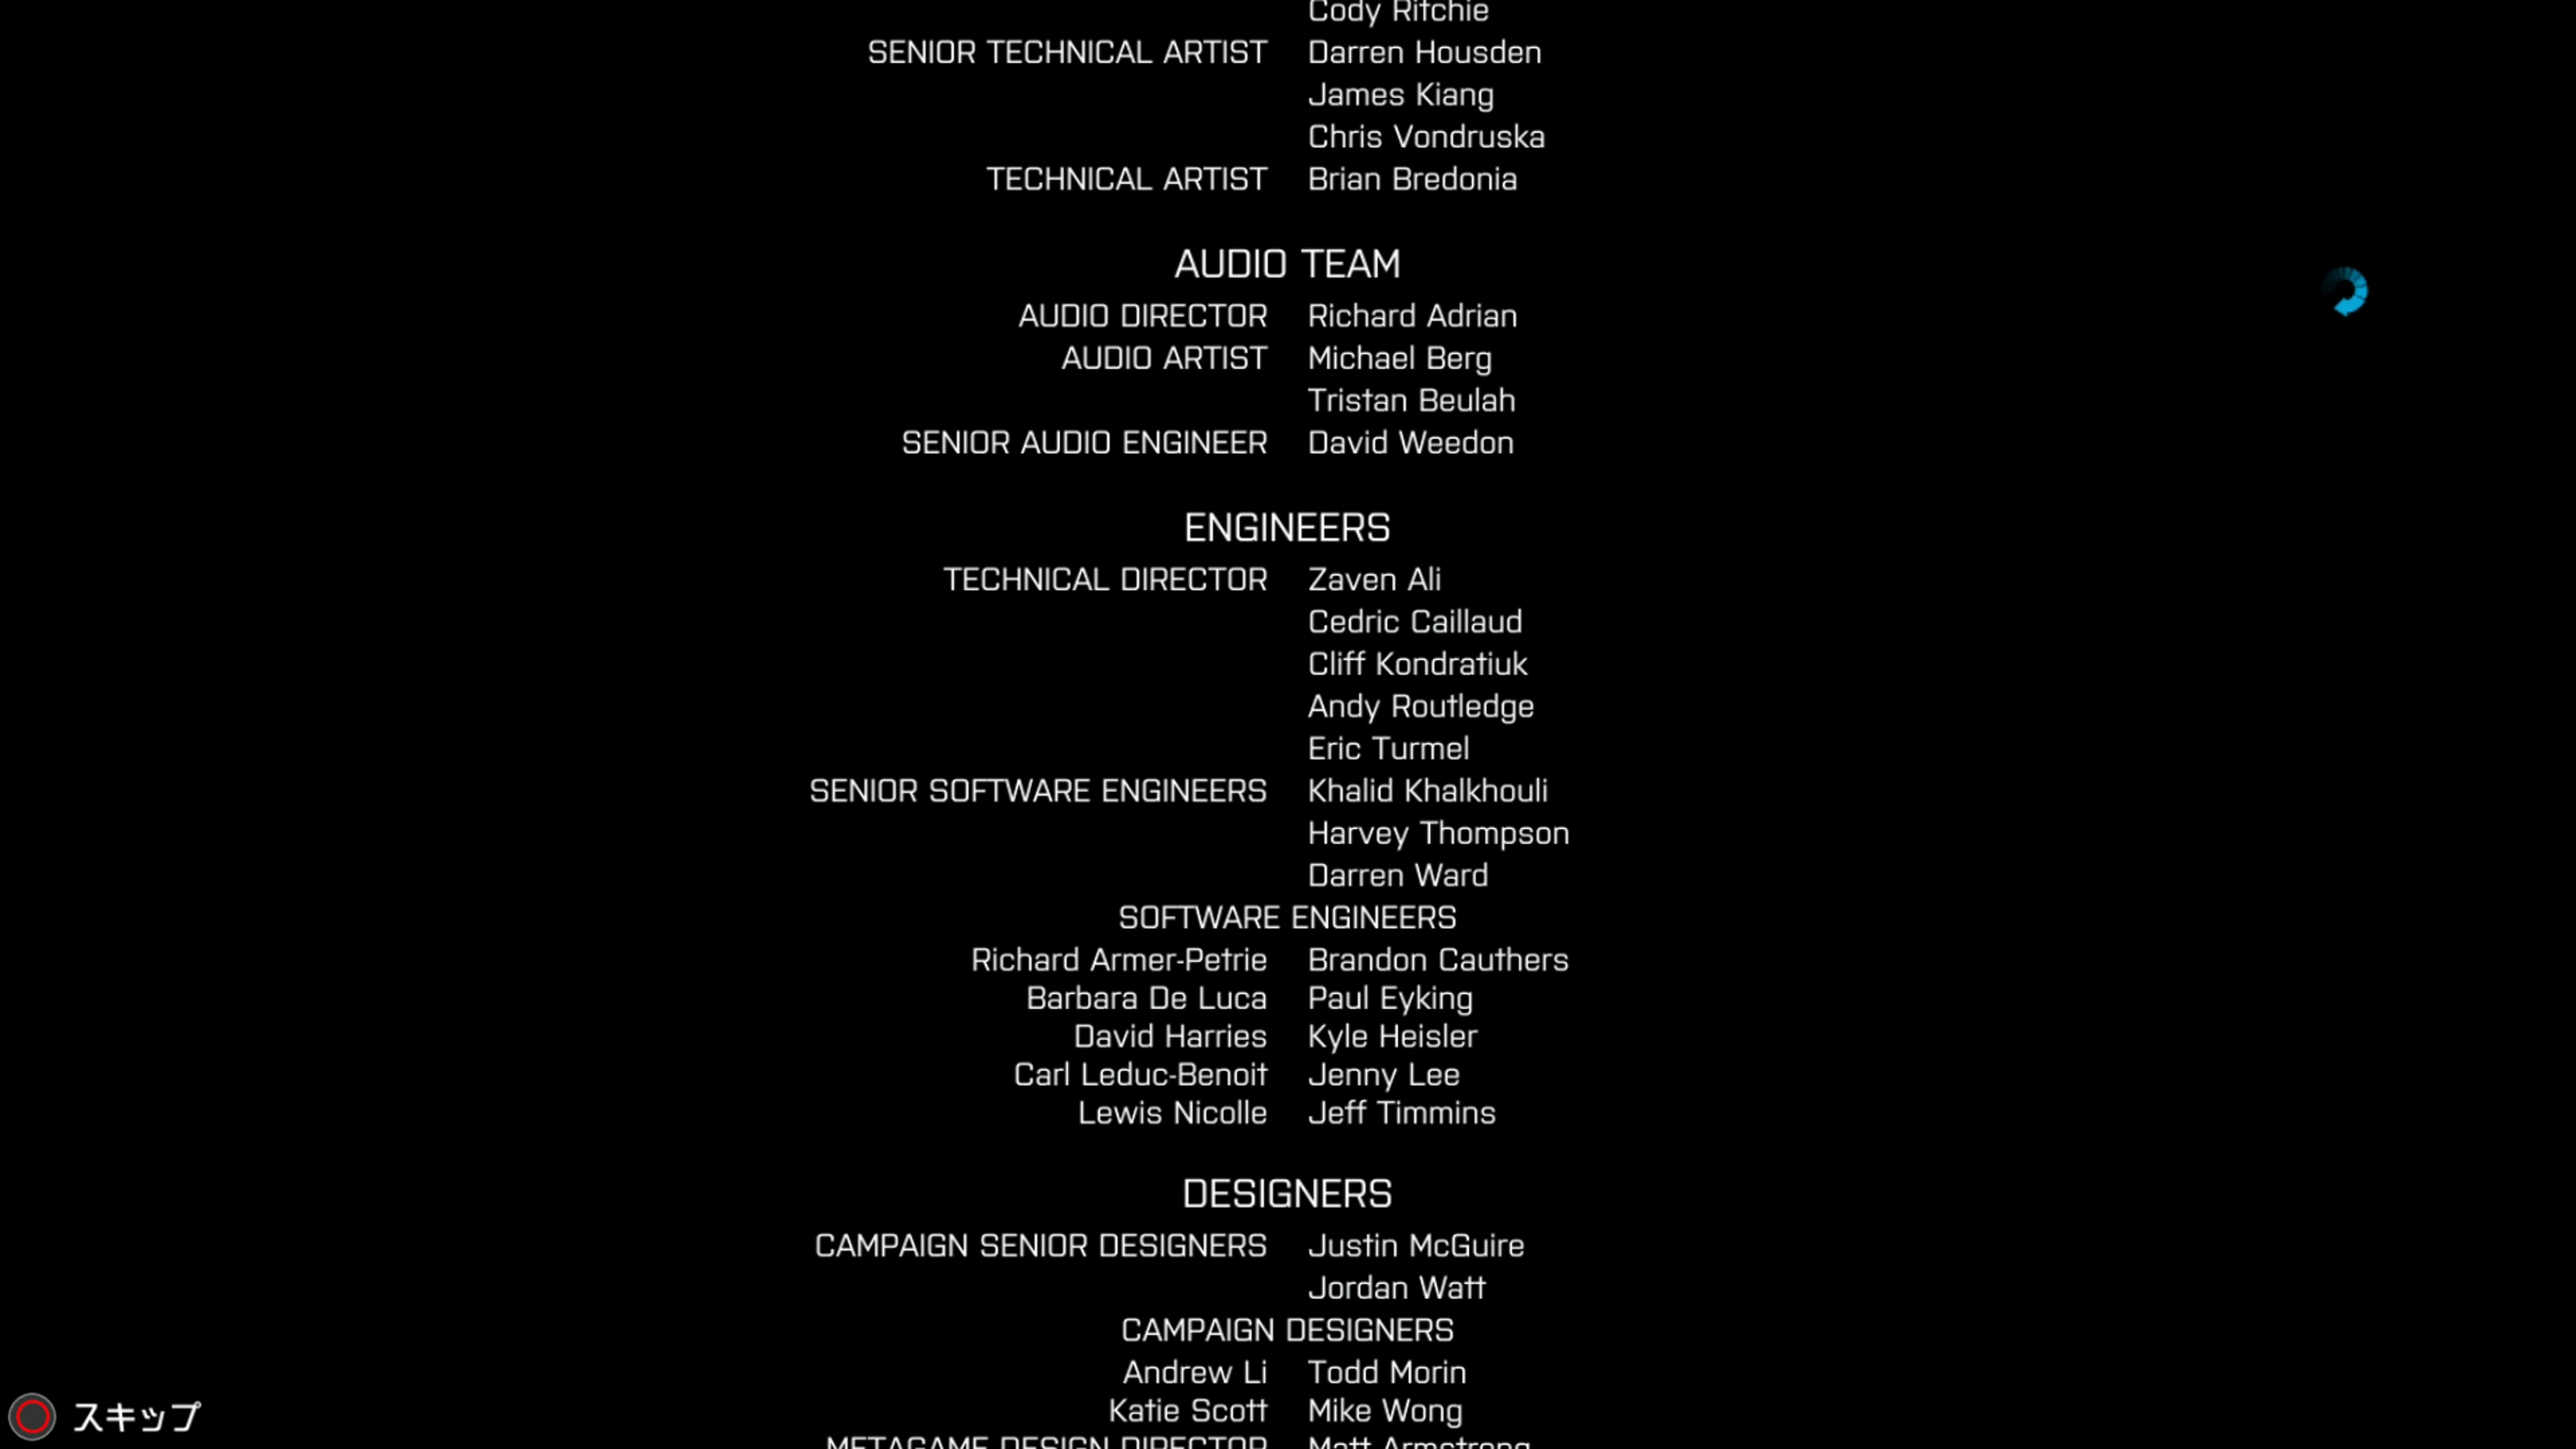 Cody Ritchie
SENIOR TECHNICAL ARTIST Darren Housden
James Kiang
Chris Vondruska
TECHNICAL ARTIST Brian Bredonia
AUDIO TEAM
AUDIO DIRECTOR Richard Adrian
AUDIO ARTIST Michael Berg
Tristan Beulah
SENIOR AUDIO ENGINEER David Weedon
ENGINEERS
TECHNICAL DIRECTOR Zaven Ali
Cedric Caillaud
Cliff Kondratiuk
Andy Routledge
Eric Turmel
SENIOR SOFTWARE ENGINEERS Khalid Khalkhouli
Harvey Thompson
Darren Ward
SOFTWARE ENGINEERS
Richard Armer-Petrie Brandon Cauthers
Barbara De Luca Paul Eyking
David Harries Kyle Heisler
Carl Leduc-Benoit Jenny Lee
Lewis Nicolle Jeff Timmins
DESIGNERS
CAMPAIGN SENIOR DESIGNERS Justin McGuire
Jordan Watt
CAMPAIGN DESIGNERS
Andrew Li Todd Morin
Katie Scott Mike Wong
METAGAME DESIGN DIRECTOR Matt Armstrong
スキップ